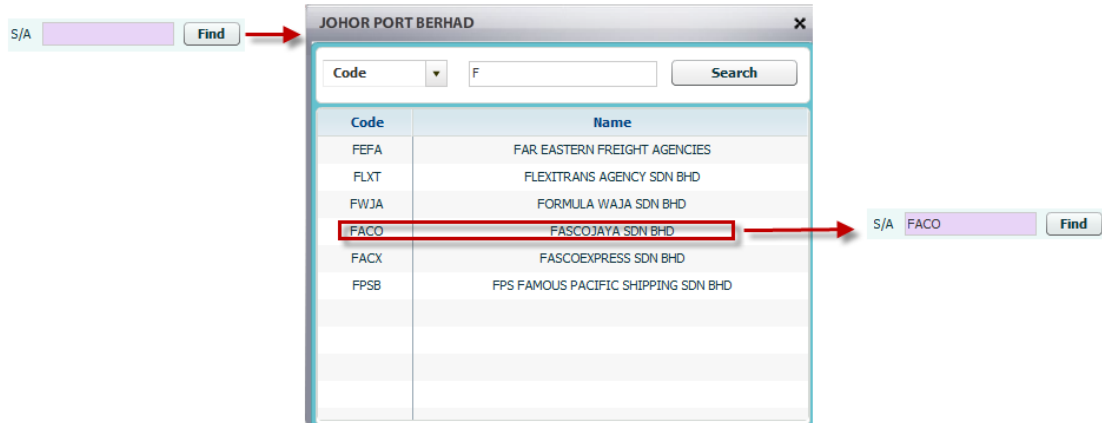 S/A Find
JOHOR PORT BERHAD x
Code F Search
Code Name
FEFA FAR EASTERN FREIGHT AGENCIES
FLXT FLEXITRANS AGENCY SDN BHD
FWJA FORMULA WAJA SDN BHD
FACO FASCOJAYA SDN BHD
S/A FACO Find
FACX FASCOEXPRESS SDN BHD
FPSB FPS FAMOUS PACIFIC SHIPPING SDN BHD